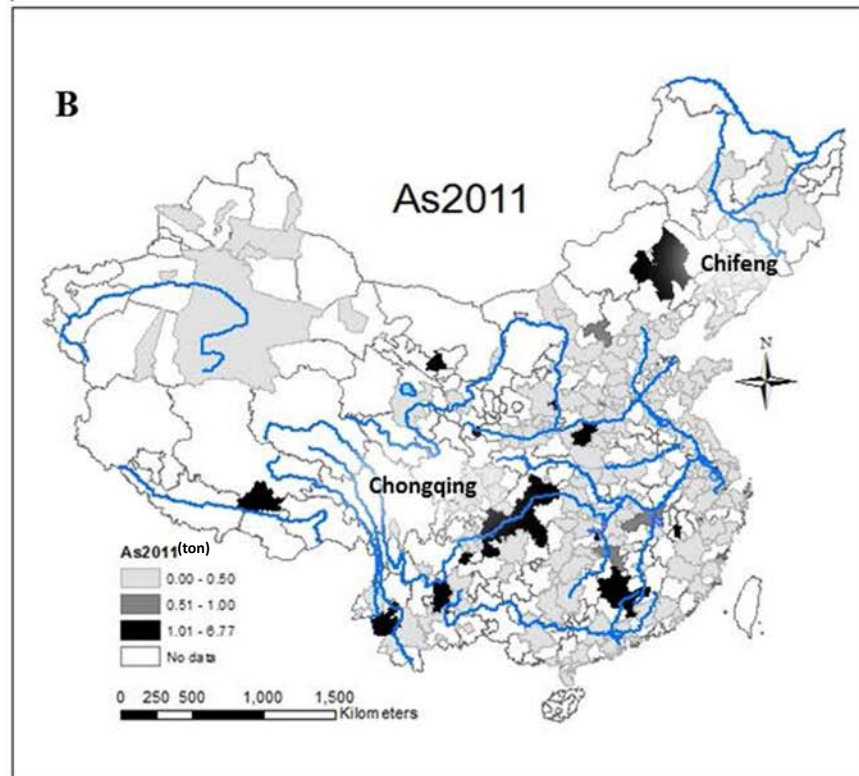 B
As2011
Chifeng
N
Chongqing
As2011(ton)
0.00 - 0.50
0.51 - 1.00
1.01 - 6.77
No data
0 250 500 1,000 1,500
Kilometers